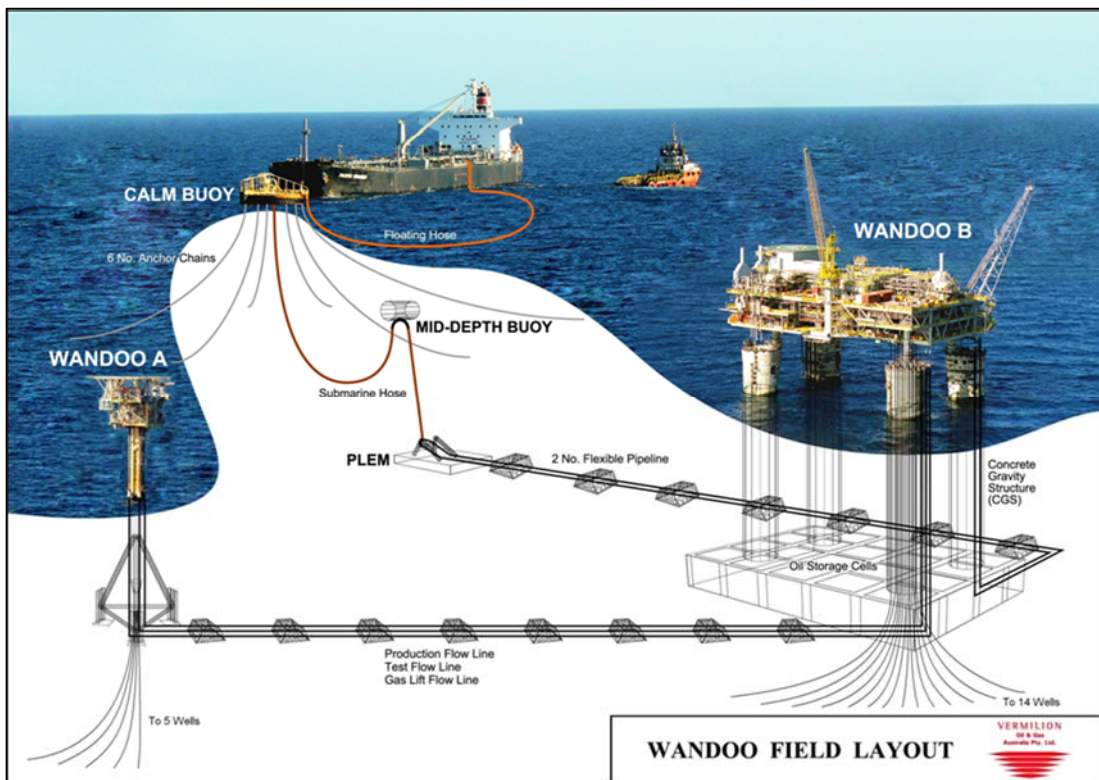 CALM BUOY
Floating Hose
6 No. Anchor Chains
WANDOO B
MID-DEPTH BUOY
WANDOO A
Submarine Hose
PLEM
2 No. Flexible Pipeline
Concrete
Gravity
Structure
(CGS)
Oil Storage Cells
Production Flow Line
Test Flow Line
Gas Lift Flow Line
To 5 Wells
To 14 Wells
WANDOO FIELD LAYOUT
VERMILION
Oil & Gas
Australia Pty. Ltd.